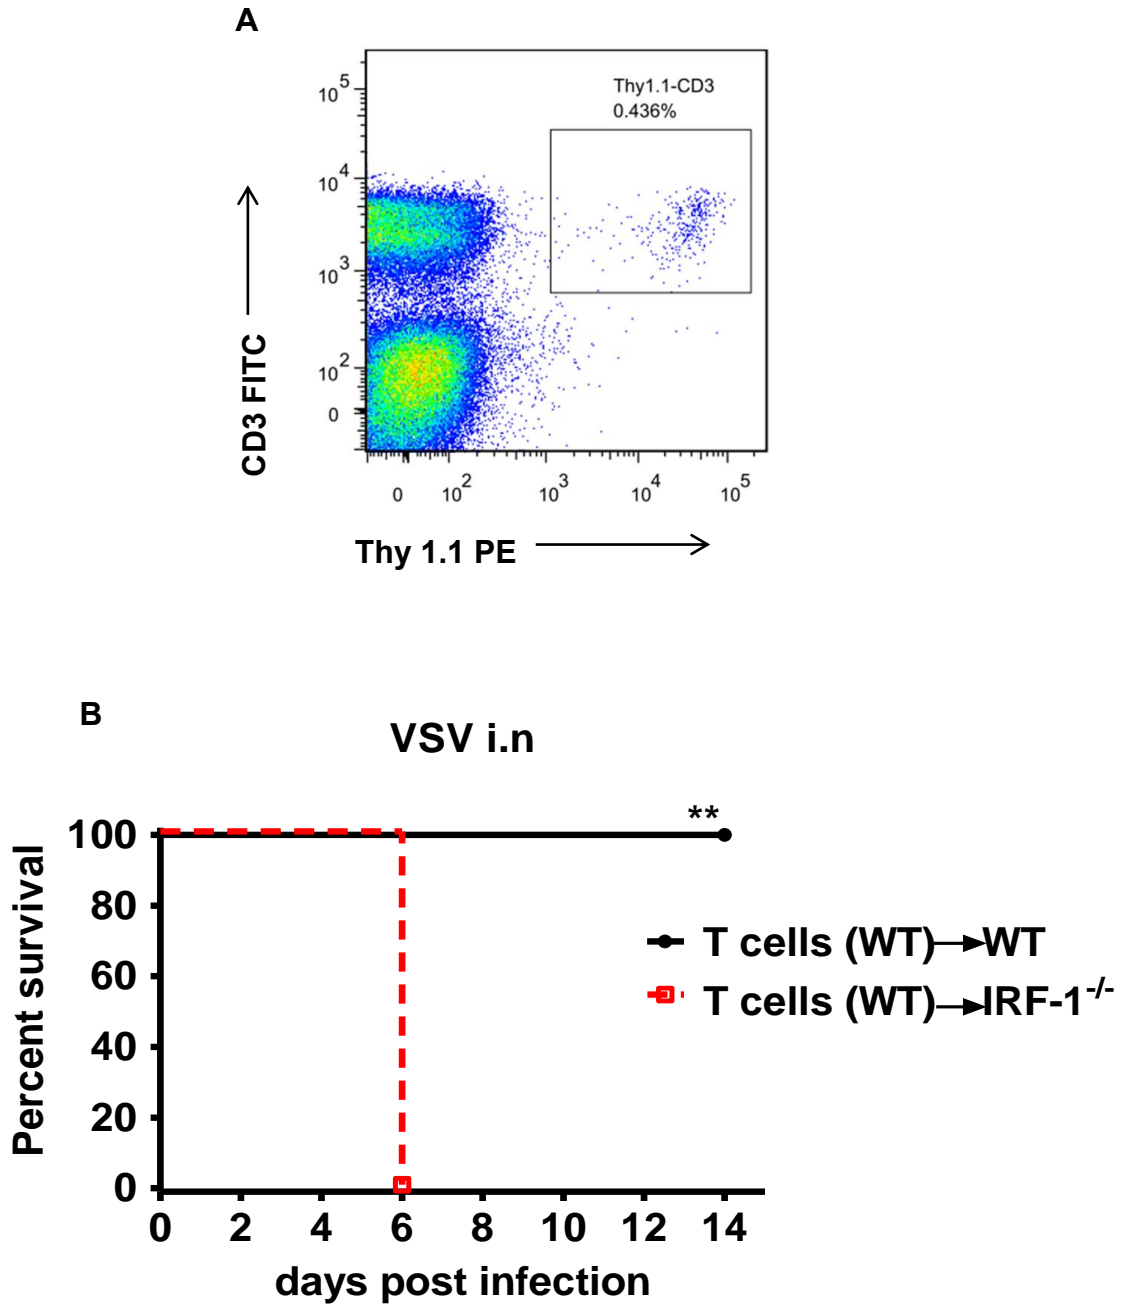 A
Thy1.1-CD3
0.436%
10^5
10^4
10^3
10^2
0
CD3 FITC
0 10^2 10^3 10^4 10^5
Thy 1.1 PE
B
VSV i.n
**
100
80
60
40
20
0
Percent survival
T cells (WT)→WT
T cells (WT)→IRF-1^-/-
0 2 4 6 8 10 12 14
days post infection